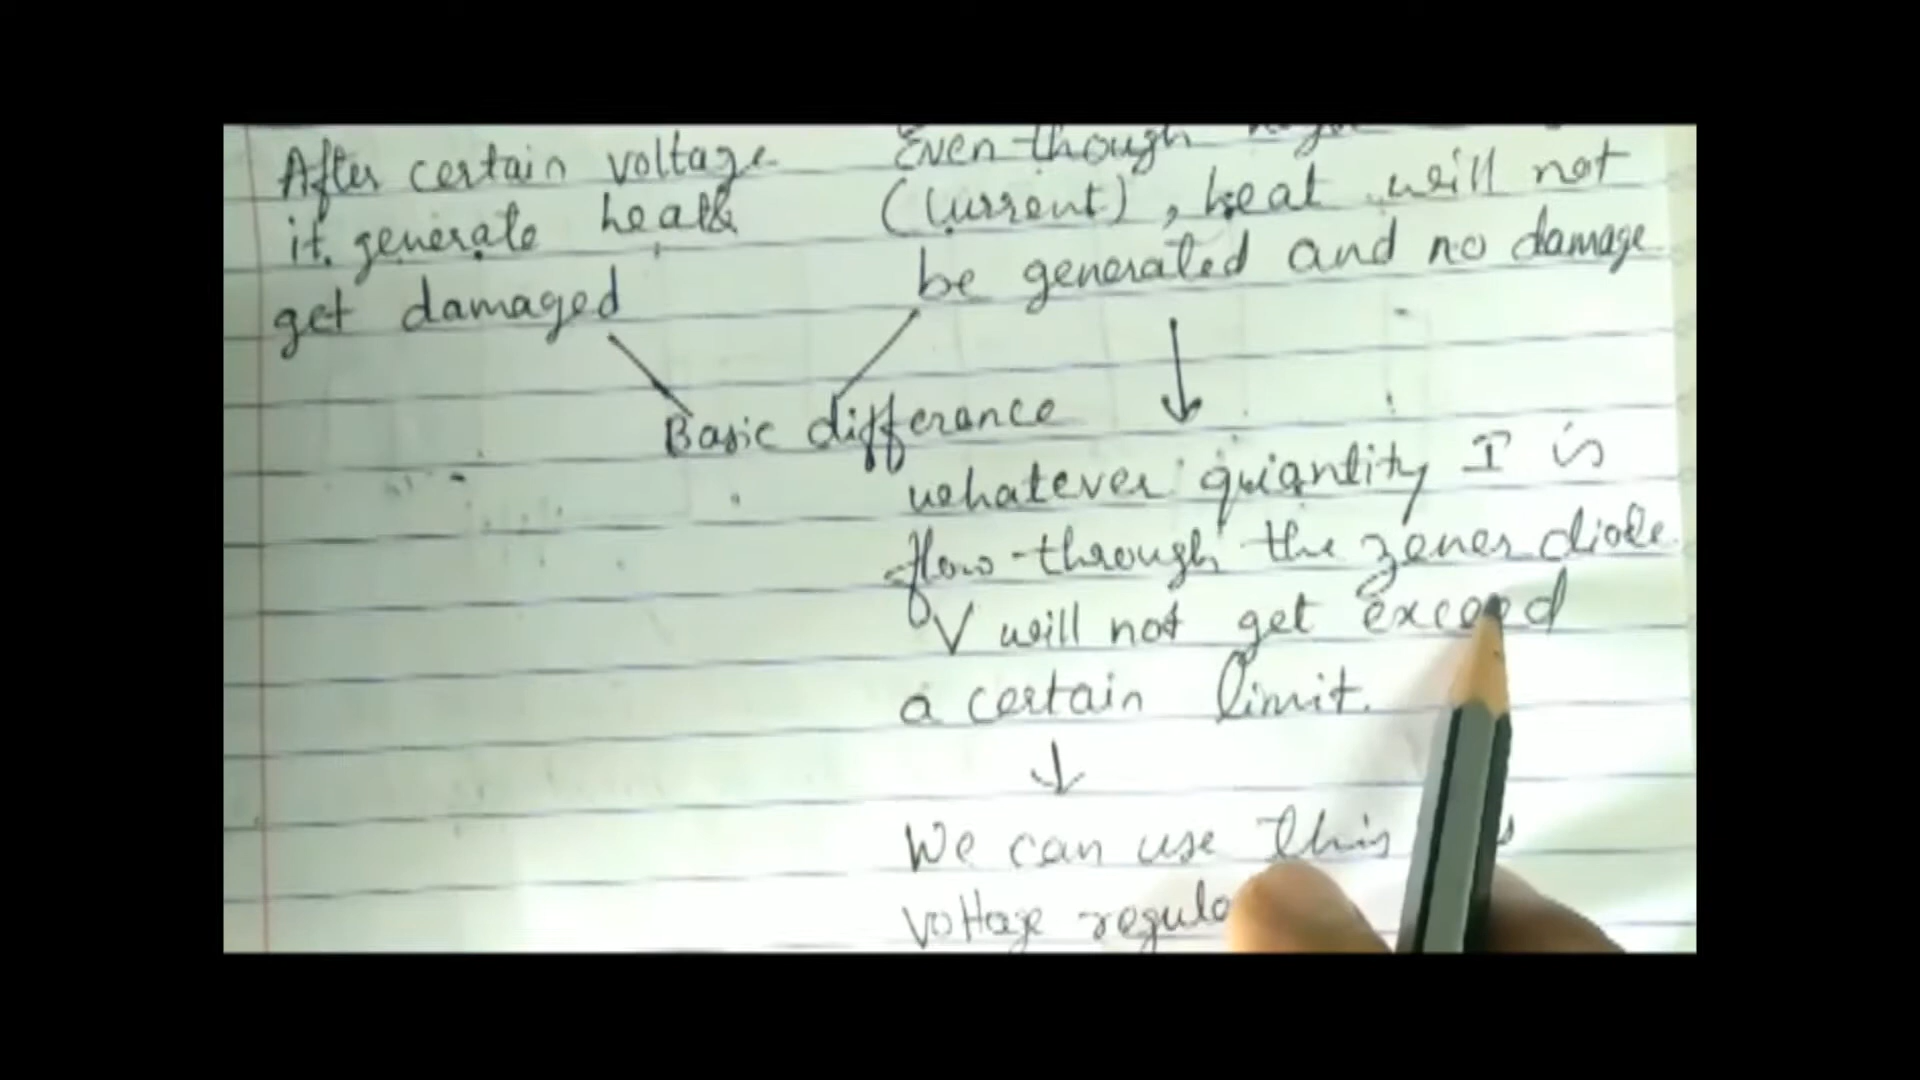 After certain voltage
it generate heat &
get damaged
Even though
(current), heat will not
be generated and no damage
Basic differance
whatever quiantity I is
flow through the zener diode
V will not get exceed
a certain limit.
We can use this
voltage